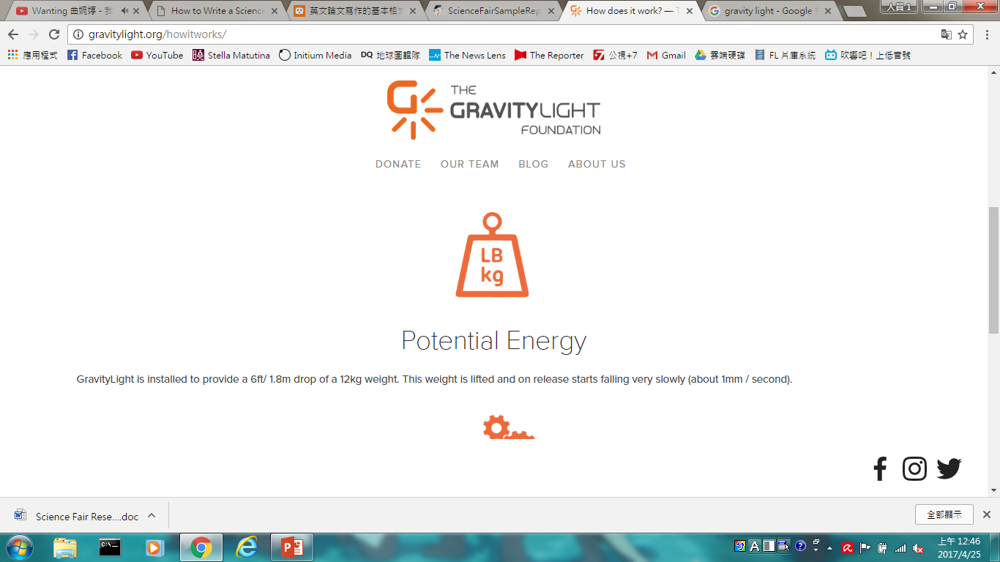 Wanting 曲婉婷 - 我
How to Write a Science
英文論文寫作的基本格式
ScienceFairSampleRep
How does it work? — T
gravity light - Google
人員 1
gravitylight.org/howitworks/
應用程式
Facebook
YouTube
Stella Matutina
Initium Media
DQ 地球圖輯隊
The News Lens
The Reporter
公視+7
Gmail
雲端硬碟
FL 片庫系統
吹響吧！上低音號
THE
GRAVITYLIGHT
FOUNDATION
DONATE
OUR TEAM
BLOG
ABOUT US
LB
kg
Potential Energy
GravityLight is installed to provide a 6ft/ 1.8m drop of a 12kg weight. This weight is lifted and on release starts falling very slowly (about 1mm / second).
Science Fair Rese....doc
全部顯示
A
上午 12:46
2017/4/25